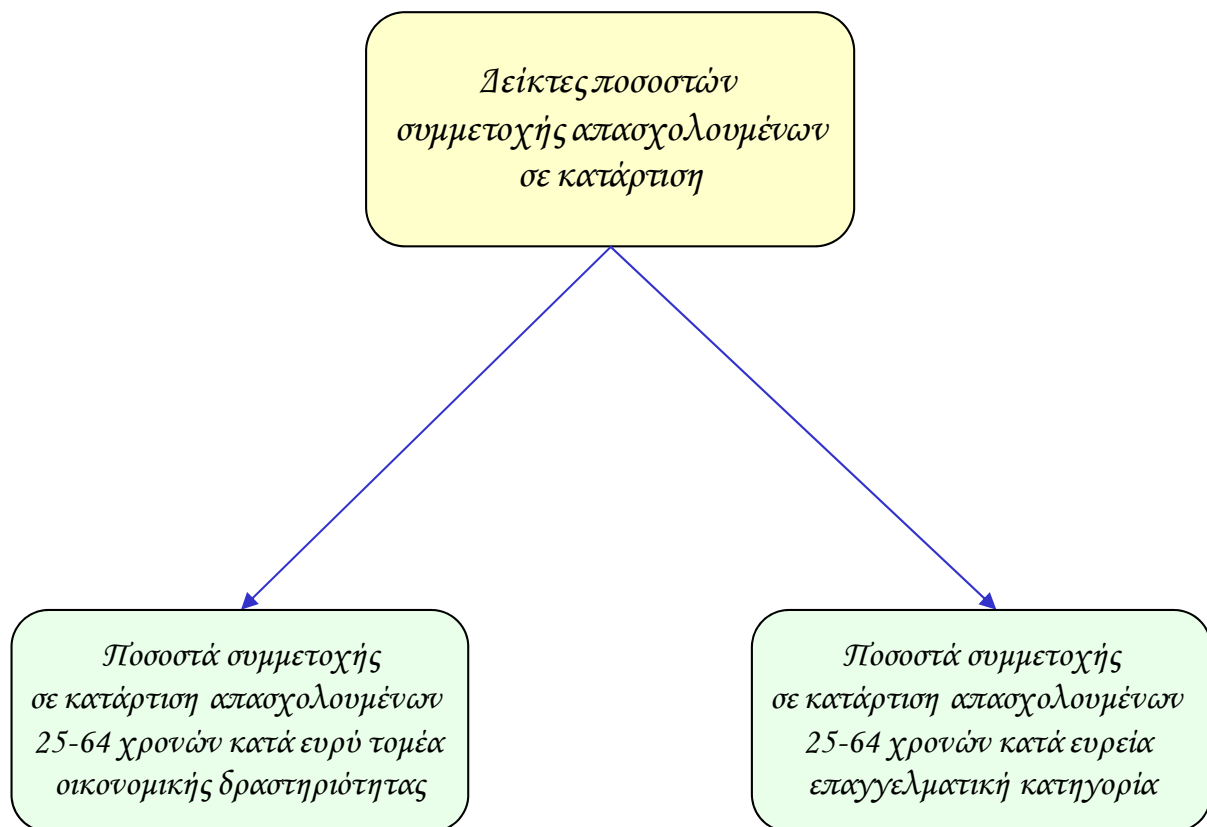 Δείκτες ποσοστών
συμμετοχής απασχολουμένων
σε κατάρτιση
Ποσοστά συμμετοχής
σε κατάρτιση απασχολουμένων
25-64 χρονών κατά ευρύ τομέα
οικονομικής δραστηριότητας
Ποσοστά συμμετοχής
σε κατάρτιση απασχολουμένων
25-64 χρονών κατά ευρεία
επαγγελματική κατηγορία